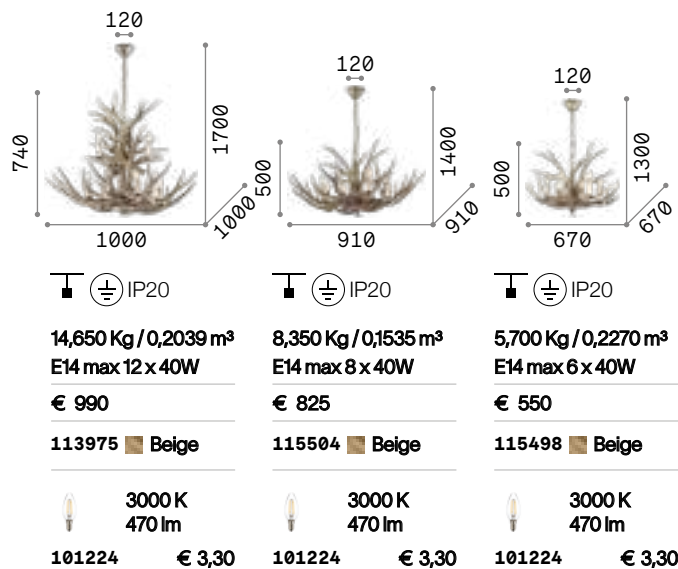 120
740
1700
1000
1000
120
500
1400
910
910
120
500
1300
670
670
IP20
14,650 Kg / 0,2039 m³
E14 max 12 x 40W
€ 990
113975 Beige
3000 K
470 lm
101224 € 3,30
IP20
8,350 Kg / 0,1535 m³
E14 max 8 x 40W
€ 825
115504 Beige
3000 K
470 lm
101224 € 3,30
IP20
5,700 Kg / 0,2270 m³
E14 max 6 x 40W
€ 550
115498 Beige
3000 K
470 lm
101224 € 3,30